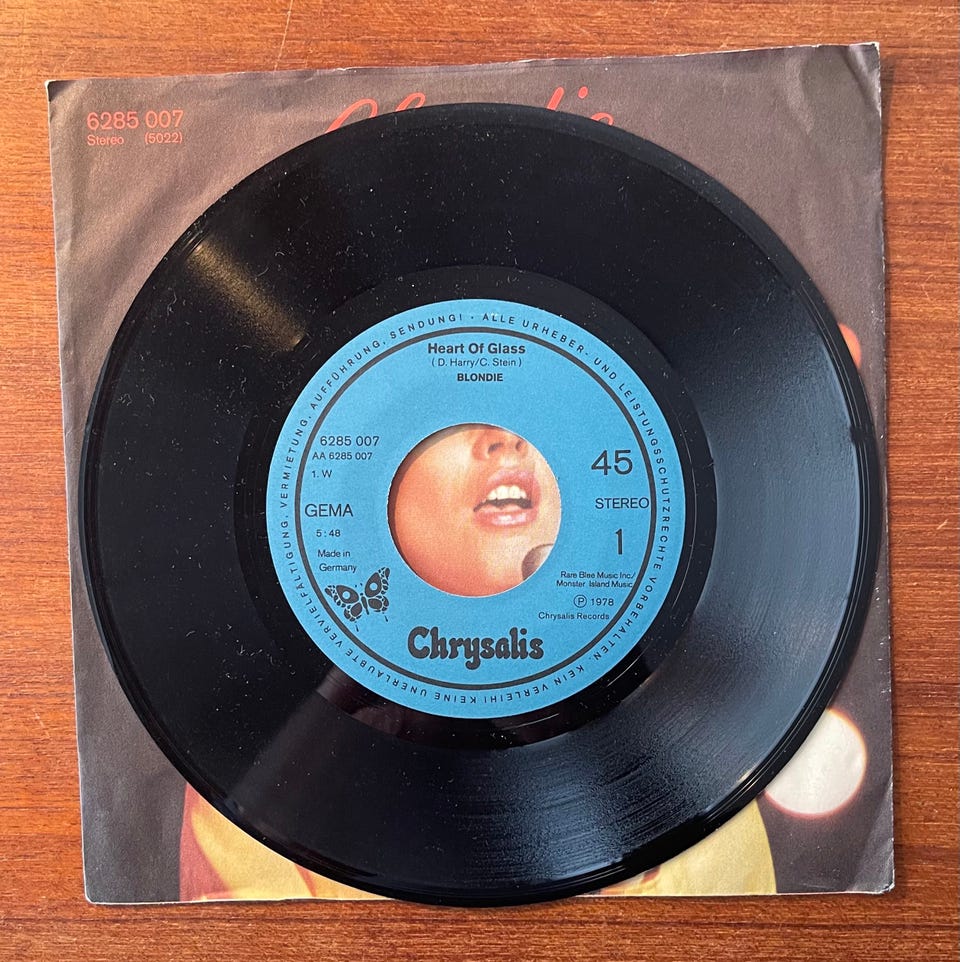 6285 007
Stereo (5022)
ALLE URHEBER- UND LEISTUNGSSCHUTZRECHTE VORBEHALTEN. KEIN VERLEIH! KEINE UNERLAUBTE VERVIELFÄLTIGUNG, VERMIETUNG, AUFFÜHRUNG, SENDUNG! ·
Heart Of Glass
( D. Harry/C. Stein )
BLONDIE
6285 007
AA 6285 007
1. W
GEMA
5:48
Made in
Germany
45
STEREO
1
Rare Blee Music Inc./
Monster Island Music
Ⓟ 1978
Chrysalis Records
Chrysalis